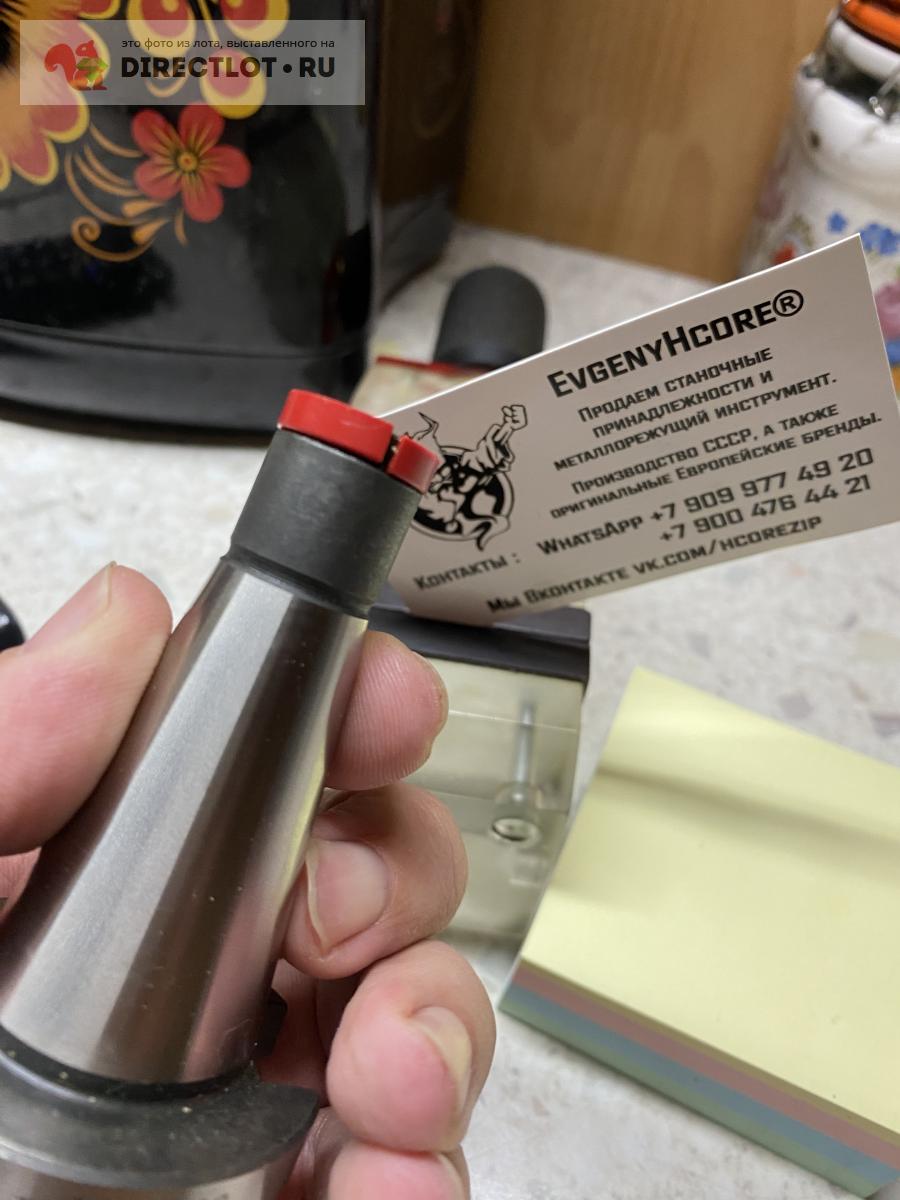 это фото из лота, выставленного на
DIRECTLOT•RU
EvgenyHcore®
Продаем станочные
принадлежности и
металлорежущий инструмент.
Производство СССР, а также
оригинальные Европейские бренды.
Контакты : WhatsApp +7 909 977 49 20
+7 900 476 44 21
Мы Вконтакте vk.com/hcorezip